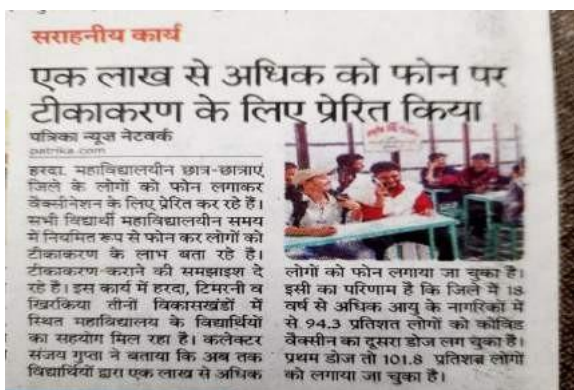 सराहनीय कार्य
एक लाख से अधिक को फोन पर
टीकाकरण के लिए प्रेरित किया
पत्रिका न्यूज नेटवर्क
patrika.com
हरदा. महाविद्यालयीन छात्र-छात्राएं
जिले के लोगों को फोन लगाकर
वैक्सीनेशन के लिए प्रेरित कर रहे हैं।
सभी विद्यार्थी महाविद्यालयीन समय
में नियमित रूप से फोन कर लोगों को
टीकाकरण के लाभ बता रहे है।
टीकाकरण कराने की समझाइश दे
रहे है। इस कार्य में हरदा, टिमरनी व
खिरकिया तीनों विकासखंडों में
स्थित महाविद्यालय के विद्यार्थियों
का सहयोग मिल रहा है। कलेक्टर
संजय गुप्ता ने बताया कि अब तक
विद्यार्थियों द्वारा एक लाख से अधिक
लोगों को फोन लगाया जा चुका है।
इसी का परिणाम है कि जिले में 18
वर्ष से अधिक आयु के नागरिकों में
से 94.3 प्रतिशत लोगों को कोविड
वैक्सीन का दूसरा डोज लग चुका है।
प्रथम डोज तो 101.8 प्रतिशत लोगों
को लगाया जा चुका है।